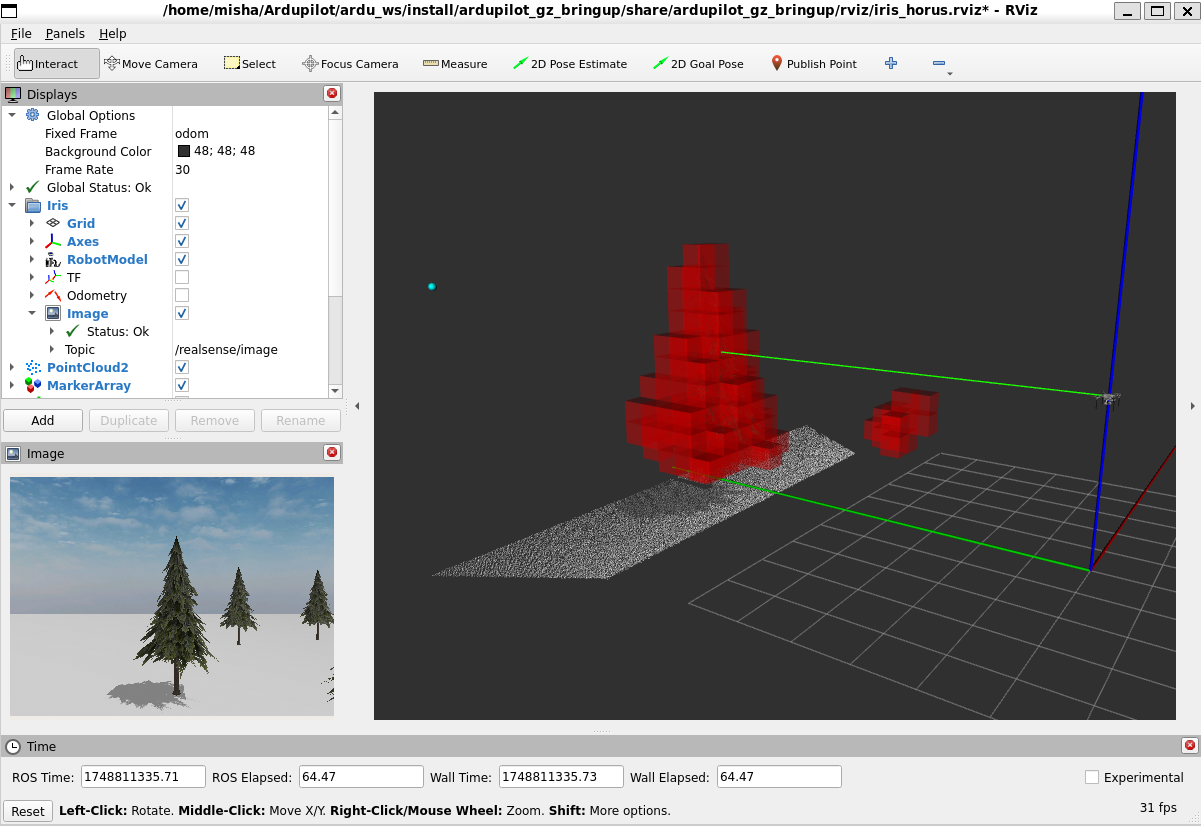 /home/misha/Ardupilot/ardu_ws/install/ardupilot_gz_bringup/share/ardupilot_gz_bringup/rviz/iris_horus.rviz* - RViz
File Panels Help
Interact Move Camera Select Focus Camera Measure 2D Pose Estimate 2D Goal Pose Publish Point
Displays
Global Options
Fixed Frame odom
Background Color 48; 48; 48
Frame Rate 30
Global Status: Ok
Iris
Grid
Axes
RobotModel
TF
Odometry
Image
Status: Ok
Topic /realsense/image
PointCloud2
MarkerArray
Add Duplicate Remove Rename
Image
Time
ROS Time: 1748811335.71 ROS Elapsed: 64.47 Wall Time: 1748811335.73 Wall Elapsed: 64.47 Experimental
Reset Left-Click: Rotate. Middle-Click: Move X/Y. Right-Click/Mouse Wheel: Zoom. Shift: More options. 31 fps